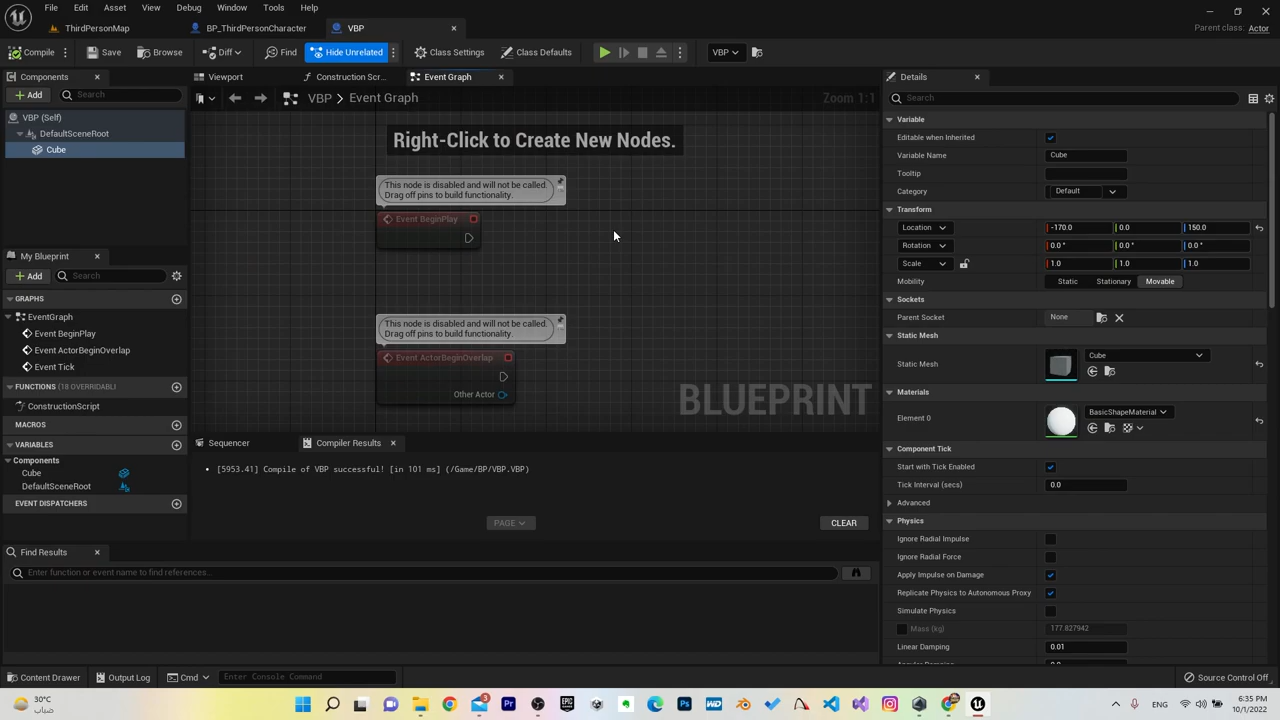 File
Edit
Asset
View
Debug
Window
Tools
Help
ThirdPersonMap
BP_ThirdPersonCharacter
VBP
Parent class: Actor
Compile
Save
Browse
Diff
Find
Hide Unrelated
Class Settings
Class Defaults
VBP
Components
Add
Search
VBP (Self)
DefaultSceneRoot
Cube
Viewport
Construction Scr...
Event Graph
VBP > Event Graph
Zoom 1:1
Right-Click to Create New Nodes.
This node is disabled and will not be called.
Drag off pins to build functionality.
Event BeginPlay
This node is disabled and will not be called.
Drag off pins to build functionality.
Event ActorBeginOverlap
Other Actor
BLUEPRINT
My Blueprint
Add
Search
GRAPHS
EventGraph
Event BeginPlay
Event ActorBeginOverlap
Event Tick
FUNCTIONS (18 OVERRIDABLI
ConstructionScript
MACROS
VARIABLES
Components
Cube
DefaultSceneRoot
EVENT DISPATCHERS
Sequencer
Compiler Results
[5953.41] Compile of VBP successful! [in 101 ms] (/Game/BP/VBP.VBP)
PAGE
CLEAR
Find Results
Enter function or event name to find references...
Details
Search
Variable
Editable when Inherited
Variable Name
Cube
Tooltip
Category
Default
Transform
Location
-170.0
0.0
150.0
Rotation
0.0 °
0.0 °
0.0 °
Scale
1.0
1.0
1.0
Mobility
Static
Stationary
Movable
Sockets
Parent Socket
None
Static Mesh
Static Mesh
Cube
Materials
Element 0
BasicShapeMaterial
Component Tick
Start with Tick Enabled
Tick Interval (secs)
0.0
Advanced
Physics
Ignore Radial Impulse
Ignore Radial Force
Apply Impulse on Damage
Replicate Physics to Autonomous Proxy
Simulate Physics
Mass (kg)
177.827942
Linear Damping
0.01
Content Drawer
Output Log
Cmd
Enter Console Command
Source Control Off
30°C
ضباب
3
6:35 PM
10/1/2022